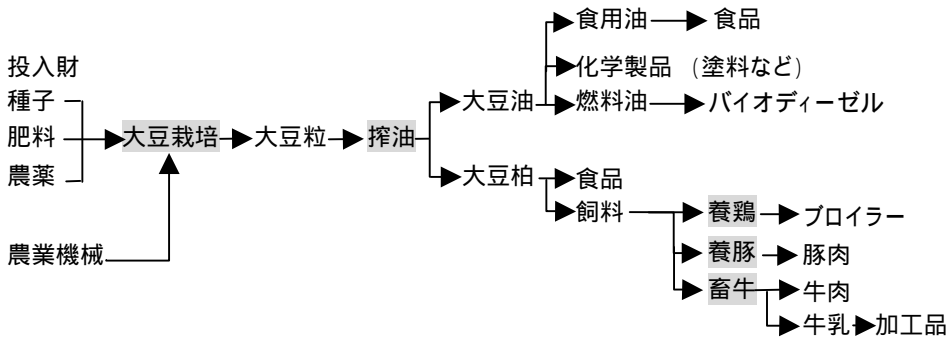 食用油 食品
投入財
化学製品 (塗料など)
種子
大豆油 燃料油 バイオディーゼル
肥料 大豆栽培 大豆粒 搾油
農薬
大豆柏 食品
飼料 養鶏 ブロイラー
農業機械
養豚 豚肉
畜牛 牛肉
牛乳 加工品